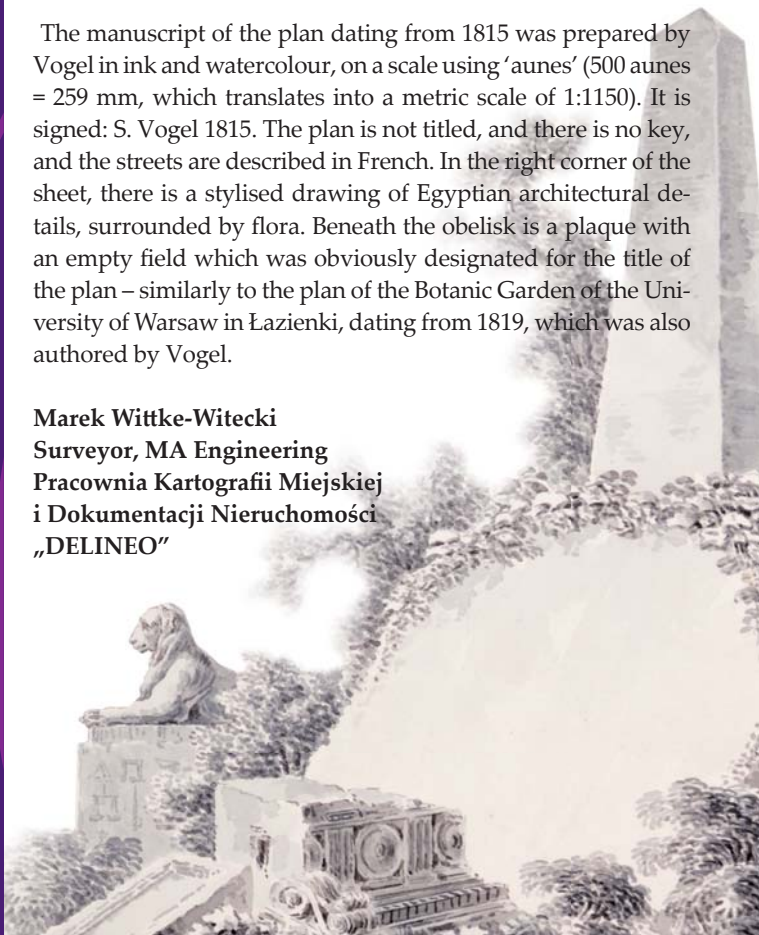 The manuscript of the plan dating from 1815 was prepared by
Vogel in ink and watercolour, on a scale using ‘aunes’ (500 aunes
= 259 mm, which translates into a metric scale of 1:1150). It is
signed: S. Vogel 1815. The plan is not titled, and there is no key,
and the streets are described in French. In the right corner of the
sheet, there is a stylised drawing of Egyptian architectural de-
tails, surrounded by flora. Beneath the obelisk is a plaque with
an empty field which was obviously designated for the title of
the plan – similarly to the plan of the Botanic Garden of the Uni-
versity of Warsaw in Łazienki, dating from 1819, which was also
authored by Vogel.
Marek Wittke-Witecki
Surveyor, MA Engineering
Pracownia Kartografii Miejskiej
i Dokumentacji Nieruchomości
„DELINEO”